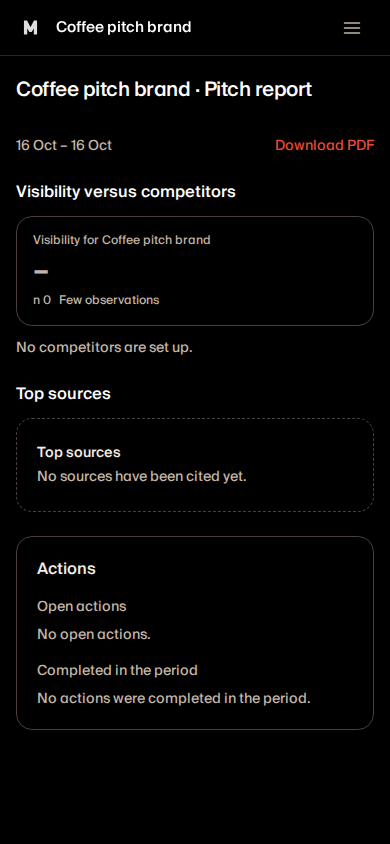 M Coffee pitch brand
Coffee pitch brand · Pitch report
16 Oct – 16 Oct Download PDF
Visibility versus competitors
Visibility for Coffee pitch brand
–
n 0 Few observations
No competitors are set up.
Top sources
Top sources
No sources have been cited yet.
Actions
Open actions
No open actions.
Completed in the period
No actions were completed in the period.